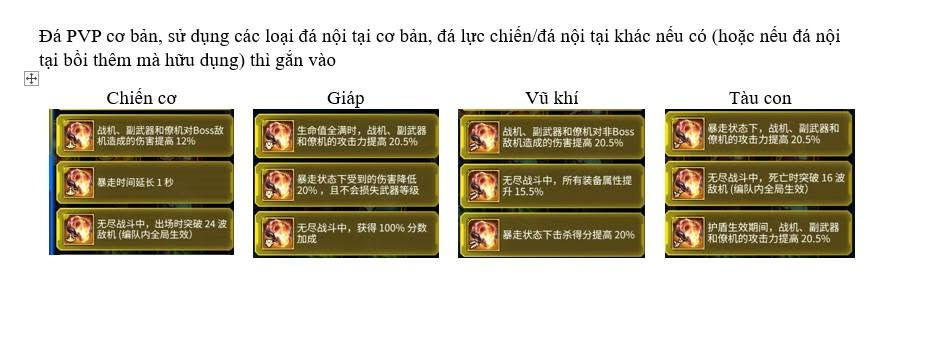 Đá PVP cơ bản, sử dụng các loại đá nội tại cơ bản, đá lực chiến/đá nội tại khác nếu có (hoặc nếu đá nội
tại bồi thêm mà hữu dụng) thì gắn vào
Chiến cơ
战机、副武器和僚机对Boss敌
机造成的伤害提高 12%
暴走时间延长 1 秒
无尽战斗中，出场时突破 24 波
敌机 (编队内全局生效)
Giáp
生命值全满时，战机、副武器
和僚机的攻击力提高 20.5%
暴走状态下受到的伤害降低
20% ，且不会损失武器等级
无尽战斗中，获得 100% 分数
加成
Vũ khí
战机、副武器和僚机对非Boss
敌机造成的伤害提高 20.5%
无尽战斗中，所有装备属性提
升 15.5%
暴走状态下击杀得分提高 20%
Tàu con
暴走状态下，战机、副武器和
僚机的攻击力提高 20.5%
无尽战斗中，死亡时突破 16 波
敌机 (编队内全局生效)
护盾生效期间，战机、副武器
和僚机的攻击力提高 20.5%